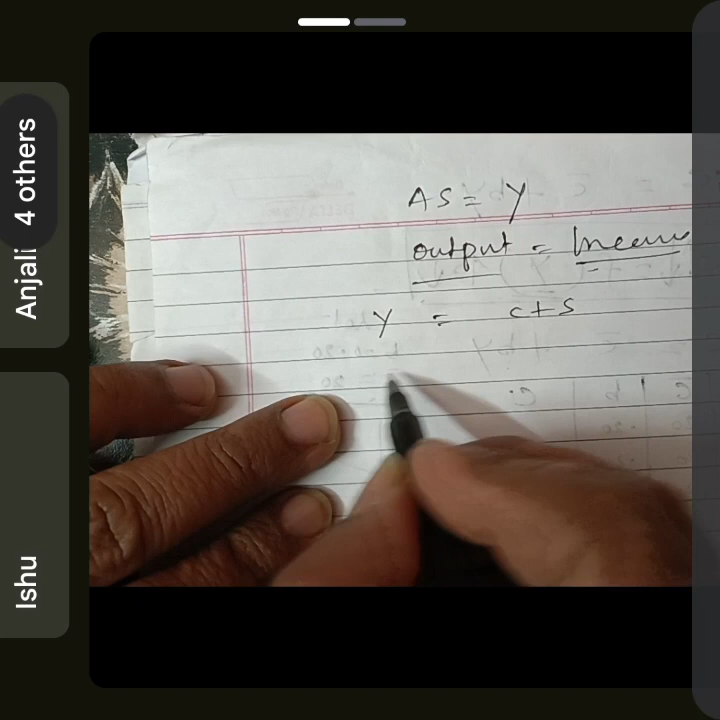 AS = Y
output = Income
Y = C+S
4 others
Anjali
Ishu